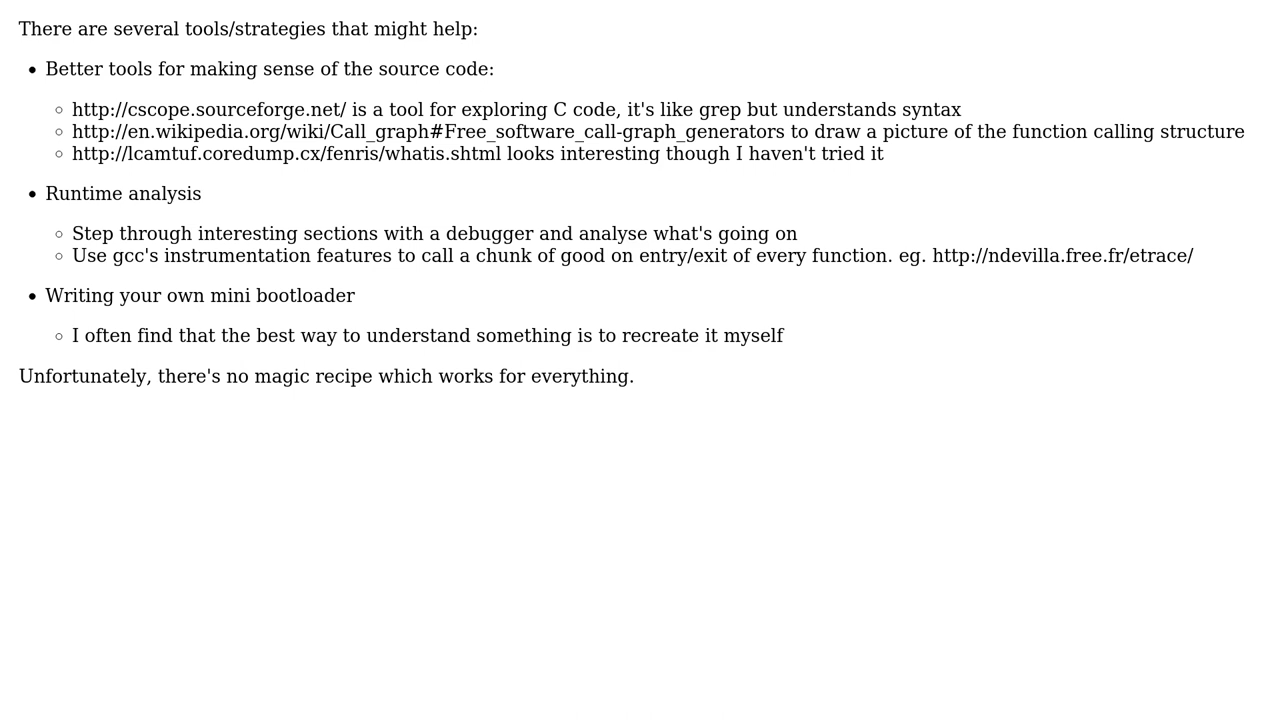 There are several tools/strategies that might help:
Better tools for making sense of the source code:
http://cscope.sourceforge.net/ is a tool for exploring C code, it's like grep but understands syntax
http://en.wikipedia.org/wiki/Call_graph#Free_software_call-graph_generators to draw a picture of the function calling structure
http://lcamtuf.coredump.cx/fenris/whatis.shtml looks interesting though I haven't tried it
Runtime analysis
Step through interesting sections with a debugger and analyse what's going on
Use gcc's instrumentation features to call a chunk of good on entry/exit of every function. eg. http://ndevilla.free.fr/etrace/
Writing your own mini bootloader
I often find that the best way to understand something is to recreate it myself
Unfortunately, there's no magic recipe which works for everything.